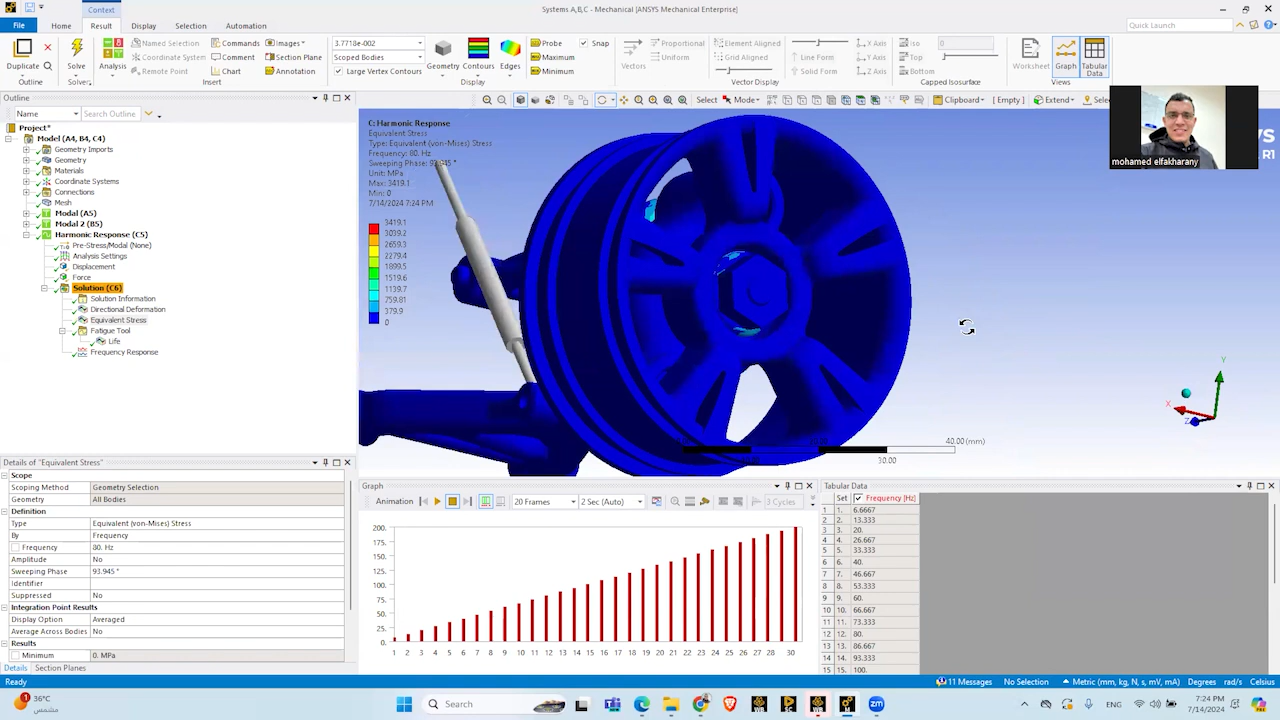 Context
Systems A,B,C - Mechanical [ANSYS Mechanical Enterprise]
File Home Result Display Selection Automation
Quick Launch
Duplicate
Outline
Solve
Solver
Analysis
Named Selection
Coordinate System
Remote Point
Commands
Comment
Chart
Images
Section Plane
Annotation
Insert
3.7718e-002
Scoped Bodies
Large Vertex Contours
Geometry
Contours
Edges
Probe
Maximum
Minimum
Snap
Display
Vectors
Proportional
Uniform
Element Aligned
Grid Aligned
Line Form
Solid Form
X Axis
Y Axis
Z Axis
Vector Display
Iso
Top
Bottom
0
Capped Isosurface
Worksheet
Graph
Tabular
Data
Views
Outline
Name
Search Outline
Select Mode
Clipboard
[ Empty ]
Extend
Project*
Model (A4, B4, C4)
Geometry Imports
Geometry
Materials
Coordinate Systems
Connections
Mesh
Modal (A5)
Modal 2 (B5)
Harmonic Response (C5)
Pre-Stress/Modal (None)
Analysis Settings
Displacement
Force
Solution (C6)
Solution Information
Directional Deformation
Equivalent Stress
Fatigue Tool
Life
Frequency Response
C: Harmonic Response
Equivalent Stress
Type: Equivalent (von-Mises) Stress
Frequency: 80. Hz
Sweeping Phase: 93.945 °
Unit: MPa
Max: 3419.1
Min: 0
7/14/2024 7:24 PM
3419.1
3039.2
2659.3
2279.4
1899.5
1519.6
1139.7
759.81
379.9
0
mohamed elfakharany
Y
X
Z
40.00 (mm)
30.00
Details of "Equivalent Stress"
Scope
Scoping Method Geometry Selection
Geometry All Bodies
Definition
Type Equivalent (von-Mises) Stress
By Frequency
Frequency 80. Hz
Amplitude No
Sweeping Phase 93.945 °
Identifier
Suppressed No
Integration Point Results
Display Option Averaged
Average Across Bodies No
Results
Minimum 0. MPa
Details Section Planes
Graph
Animation
20 Frames
2 Sec (Auto)
3 Cycles
200.
175.
150.
125.
100.
75.
50.
25.
1 2 3 4 5 6 7 8 9 10 11 12 13 14 15 16 17 18 19 20 21 22 23 24 25 26 27 28 30
Tabular Data
Set Frequency [Hz]
1 1. 6.6667
2 2. 13.333
3 3. 20.
4 4. 26.667
5 5. 33.333
6 6. 40.
7 7. 46.667
8 8. 53.333
9 9. 60.
10 10. 66.667
11 11. 73.333
12 12. 80.
13 13. 86.667
14 14. 93.333
15 15. 100.
Ready
11 Messages
No Selection
Metric (mm, kg, N, s, mV, mA)
Degrees
rad/s
Celsius
36°C
مشمس
Search
ENG
7:24 PM
7/14/2024